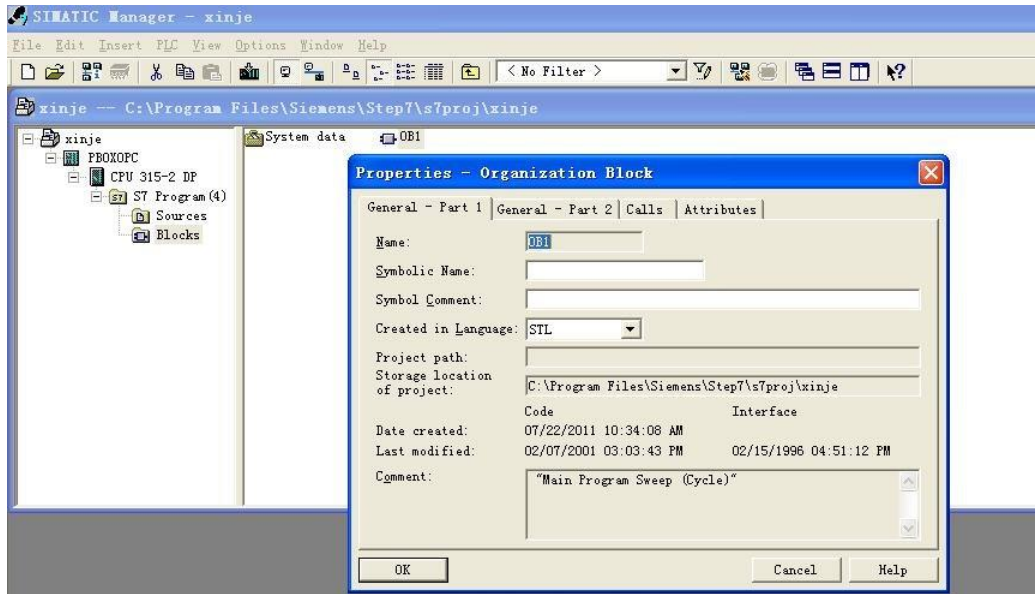 SIMATIC Manager - xinje
File Edit Insert PLC View Options Window Help
< No Filter >
xinje -- C:\Program Files\Siemens\Step7\s7proj\xinje
xinje
PBOXOPC
CPU 315-2 DP
S7 Program(4)
Sources
Blocks
System data OB1
Properties - Organization Block
General - Part 1 General - Part 2 Calls Attributes
Name: OB1
Symbolic Name:
Symbol Comment:
Created in Language: STL
Project path:
Storage location
of project: C:\Program Files\Siemens\Step7\s7proj\xinje
Code Interface
Date created: 07/22/2011 10:34:08 AM
Last modified: 02/07/2001 03:03:43 PM 02/15/1996 04:51:12 PM
Comment: "Main Program Sweep (Cycle)"
OK Cancel Help